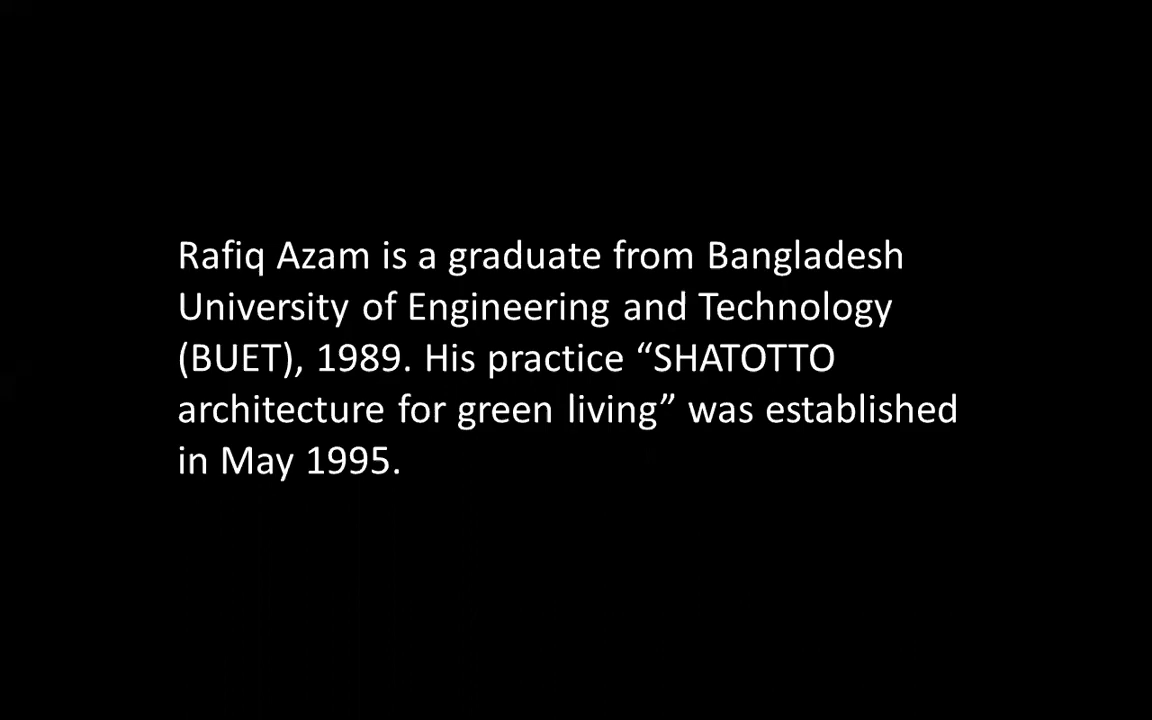 Rafiq Azam is a graduate from Bangladesh
University of Engineering and Technology
(BUET), 1989. His practice “SHATOTTO
architecture for green living” was established
in May 1995.